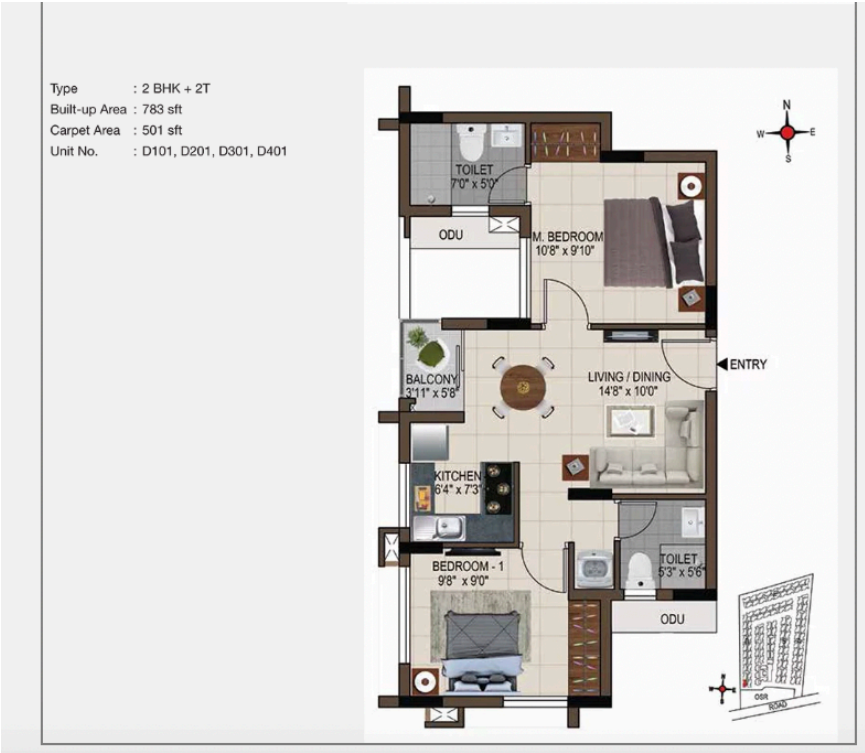 Type : 2 BHK + 2T
Built-up Area : 783 sft
Carpet Area : 501 sft
Unit No. : D101, D201, D301, D401
N
W E
S
TOILET
7'0" x 5'0"
ODU
M. BEDROOM
10'8" x 9'10"
ENTRY
BALCONY
3'11" x 5'8"
LIVING / DINING
14'8" x 10'0"
KITCHEN
6'4" x 7'3"
BEDROOM - 1
9'8" x 9'0"
TOILET
5'3" x 5'6"
ODU
OSR
ROAD